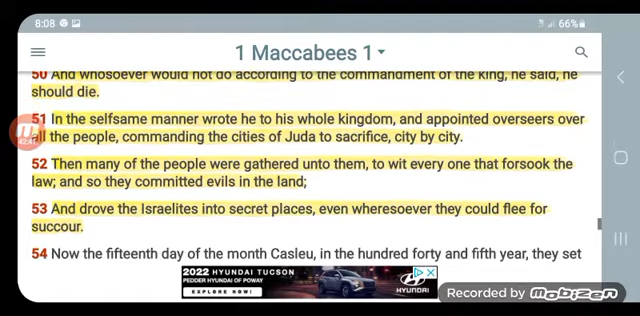 8:08
66%
1 Maccabees 1
50 And whosoever would not do according to the commandment of the king, he said, he
should die.
51 In the selfsame manner wrote he to his whole kingdom, and appointed overseers over
all the people, commanding the cities of Juda to sacrifice, city by city.
52 Then many of the people were gathered unto them, to wit every one that forsook the
law; and so they committed evils in the land;
53 And drove the Israelites into secret places, even wheresoever they could flee for
succour.
54 Now the fifteenth day of the month Casleu, in the hundred forty and fifth year, they set
2022 HYUNDAI TUCSON
PEDDER HYUNDAI OF POWAY
EXPLORE NOW!
HYUNDAI
Recorded by Mobizen